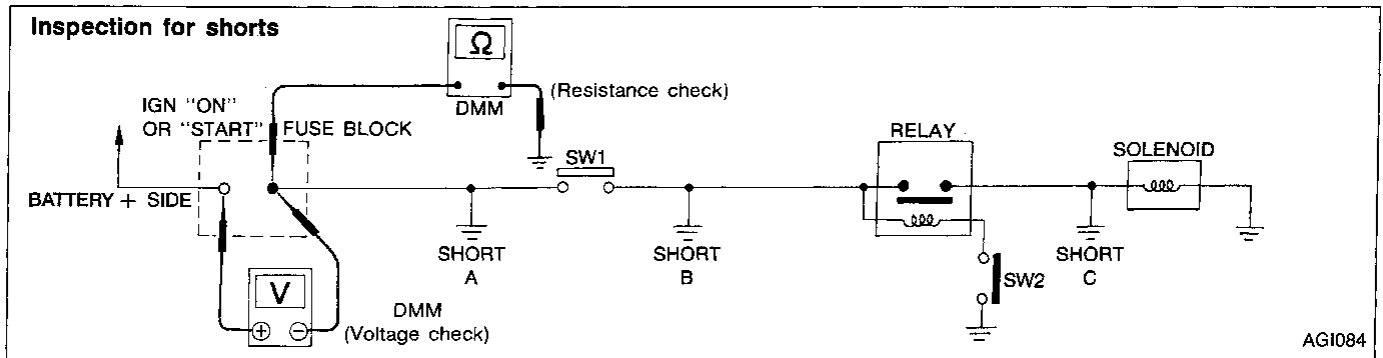 Inspection for shorts
Ω
DMM
(Resistance check)
IGN "ON"
OR "START"
FUSE BLOCK
BATTERY + SIDE
SW1
RELAY
SOLENOID
SHORT
A
SHORT
B
SHORT
C
SW2
V
+ −
DMM
(Voltage check)
AGI084